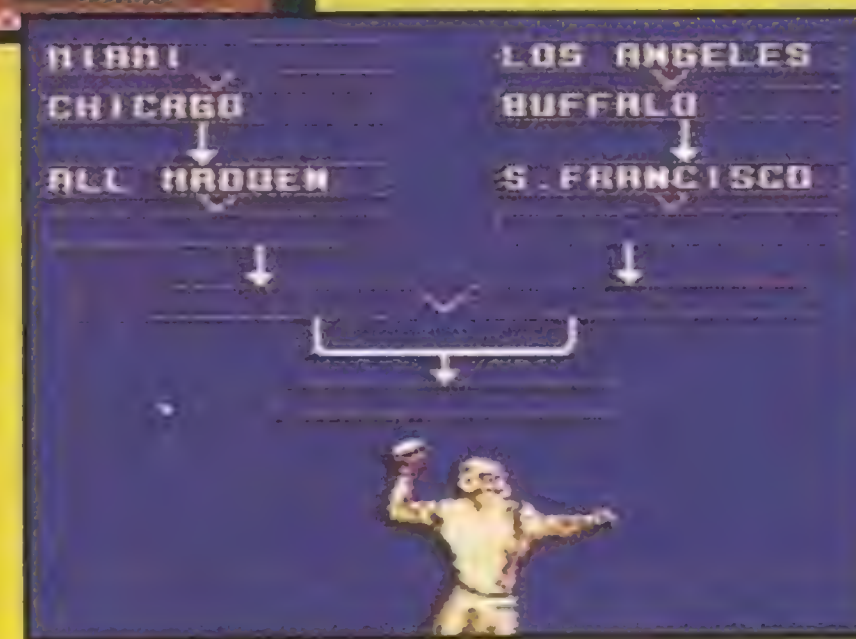 MIAMI
CHICAGO
ALL MADDEN
LOS ANGELES
BUFFALO
S.FRANCISCO